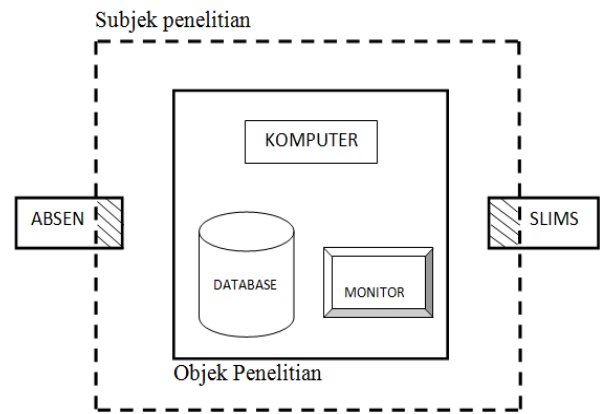 Subjek penelitian
KOMPUTER
ABSEN
SLIMS
DATABASE
MONITOR
Objek Penelitian